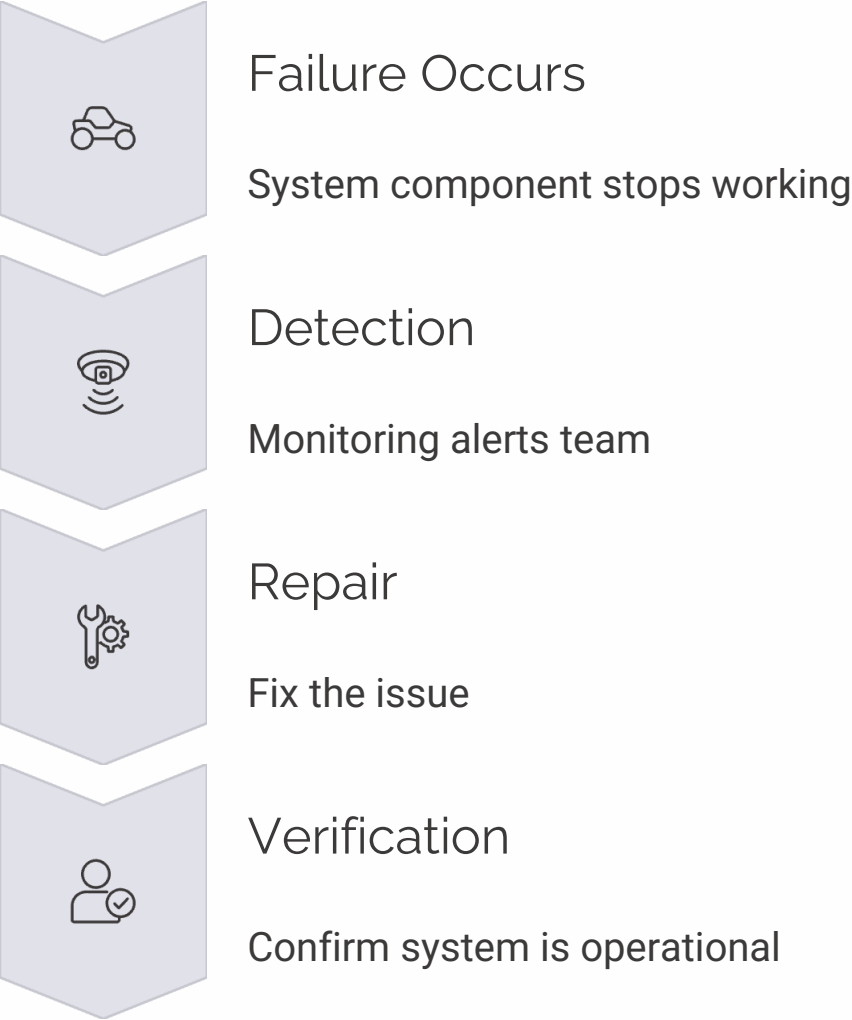 Failure Occurs
System component stops working
Detection
Monitoring alerts team
Repair
Fix the issue
Verification
Confirm system is operational